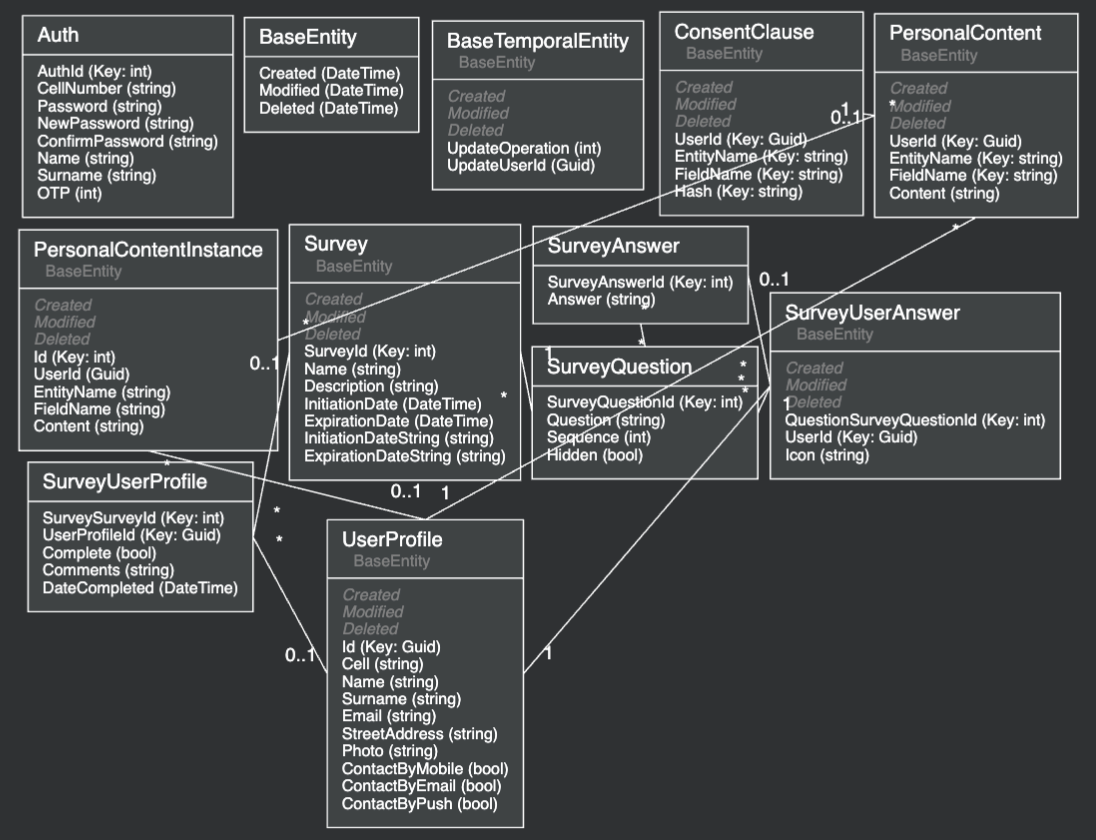 Auth
AuthId (Key: int)
CellNumber (string)
Password (string)
NewPassword (string)
ConfirmPassword (string)
Name (string)
Surname (string)
OTP (int)
BaseEntity
Created (DateTime)
Modified (DateTime)
Deleted (DateTime)
BaseTemporalEntity
BaseEntity
Created
Modified
Deleted
UpdateOperation (int)
UpdateUserId (Guid)
ConsentClause
BaseEntity
Created
Modified
Deleted
UserId (Key: Guid)
EntityName (Key: string)
FieldName (Key: string)
Hash (Key: string)
1
0..1
PersonalContent
BaseEntity
Created
*
Modified
Deleted
UserId (Key: Guid)
EntityName (Key: string)
FieldName (Key: string)
Content (string)
*
PersonalContentInstance
BaseEntity
Created
Modified
Deleted
Id (Key: int)
UserId (Guid)
EntityName (string)
FieldName (string)
Content (string)
0..1
*
Survey
BaseEntity
Created
Modified
*
Deleted
SurveyId (Key: int)
Name (string)
Description (string)
InitiationDate (DateTime)
*
ExpirationDate (DateTime)
InitiationDateString (string)
ExpirationDateString (string)
SurveyAnswer
SurveyAnswerId (Key: int)
Answer (string)
*
0..1
*
1
SurveyQuestion
*
*
*
SurveyQuestionId (Key: int)
Question (string)
Sequence (int)
Hidden (bool)
SurveyUserAnswer
BaseEntity
Created
Modified
Deleted
1
QuestionSurveyQuestionId (Key: int)
UserId (Key: Guid)
Icon (string)
SurveyUserProfile
SurveySurveyId (Key: int)
UserProfileId (Key: Guid)
Complete (bool)
Comments (string)
DateCompleted (DateTime)
*
*
0..1
0..1
1
UserProfile
BaseEntity
Created
Modified
Deleted
Id (Key: Guid)
Cell (string)
Name (string)
Surname (string)
Email (string)
StreetAddress (string)
Photo (string)
ContactByMobile (bool)
ContactByEmail (bool)
ContactByPush (bool)
1